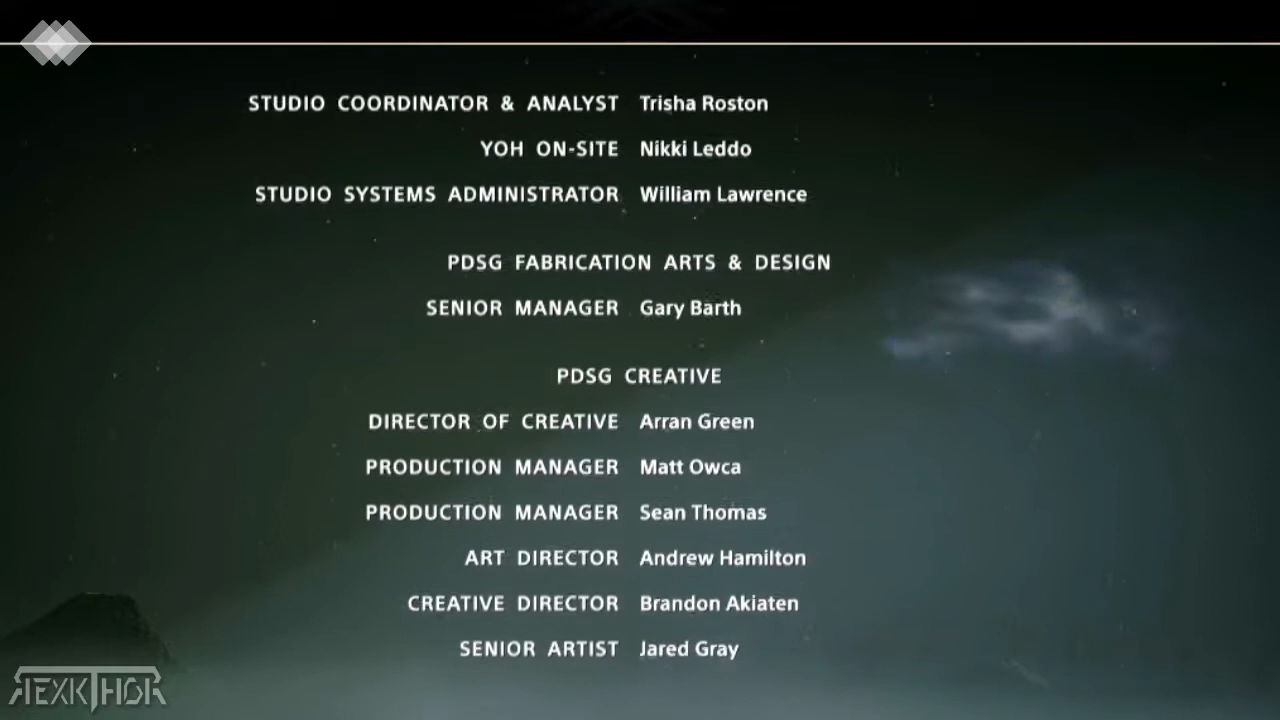 STUDIO COORDINATOR & ANALYST Trisha Roston
YOH ON-SITE Nikki Leddo
STUDIO SYSTEMS ADMINISTRATOR William Lawrence
PDSG FABRICATION ARTS & DESIGN
SENIOR MANAGER Gary Barth
PDSG CREATIVE
DIRECTOR OF CREATIVE Arran Green
PRODUCTION MANAGER Matt Owca
PRODUCTION MANAGER Sean Thomas
ART DIRECTOR Andrew Hamilton
CREATIVE DIRECTOR Brandon Akiaten
SENIOR ARTIST Jared Gray